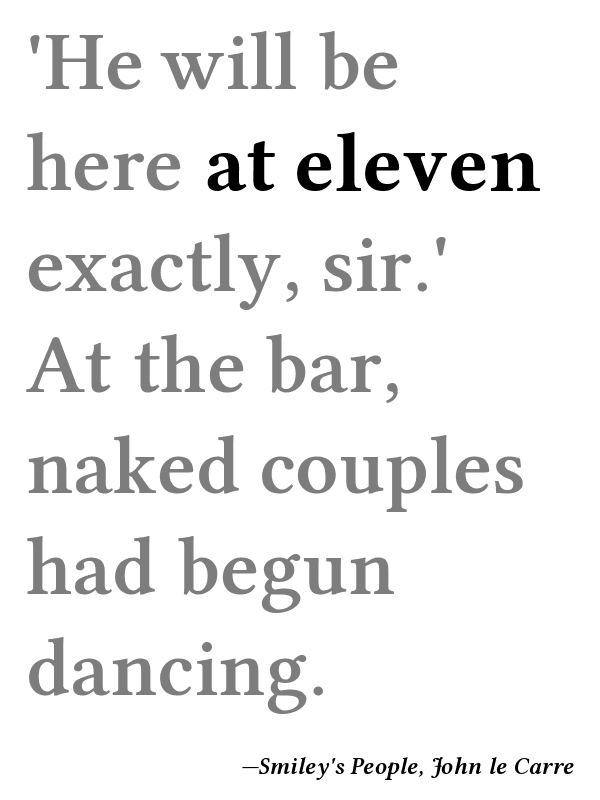 'He will be
here at eleven
exactly, sir.'
At the bar,
naked couples
had begun
dancing.
—Smiley's People, John le Carre